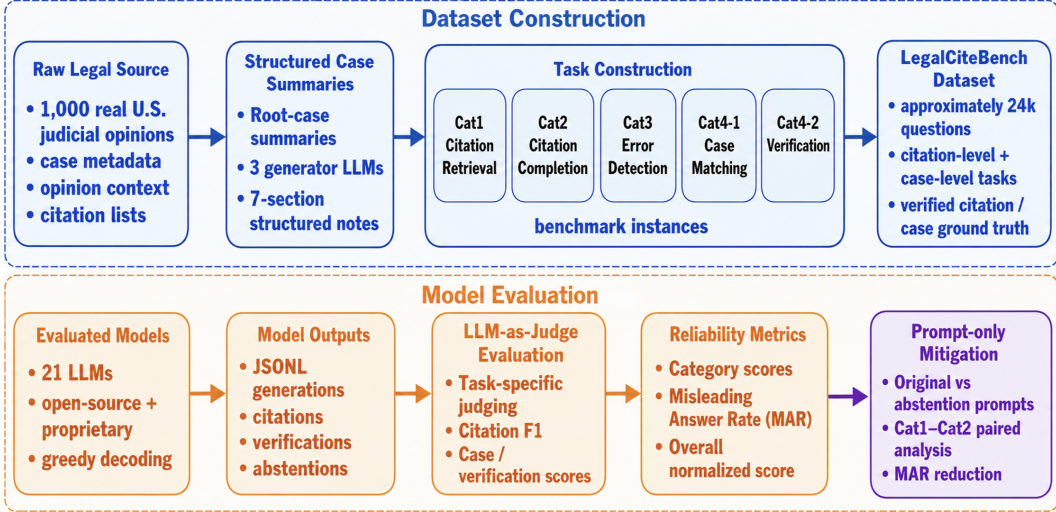 Dataset Construction
Raw Legal Source
• 1,000 real U.S.
judicial opinions
• case metadata
• opinion context
• citation lists
Structured Case
Summaries
• Root-case
summaries
• 3 generator LLMs
• 7-section
structured notes
Task Construction
Cat1
Citation
Retrieval
Cat2
Citation
Completion
Cat3
Error
Detection
Cat4-1
Case
Matching
Cat4-2
Verification
benchmark instances
LegalCiteBench
Dataset
• approximately 24k
questions
• citation-level +
case-level tasks
• verified citation /
case ground truth
Model Evaluation
Evaluated Models
• 21 LLMs
• open-source +
proprietary
• greedy decoding
Model Outputs
• JSONL
generations
• citations
• verifications
• abstentions
LLM-as-Judge
Evaluation
• Task-specific
judging
• Citation F1
• Case /
verification scores
Reliability Metrics
• Category scores
• Misleading
Answer Rate (MAR)
• Overall
normalized score
Prompt-only
Mitigation
• Original vs
abstention prompts
• Cat1–Cat2 paired
analysis
• MAR reduction